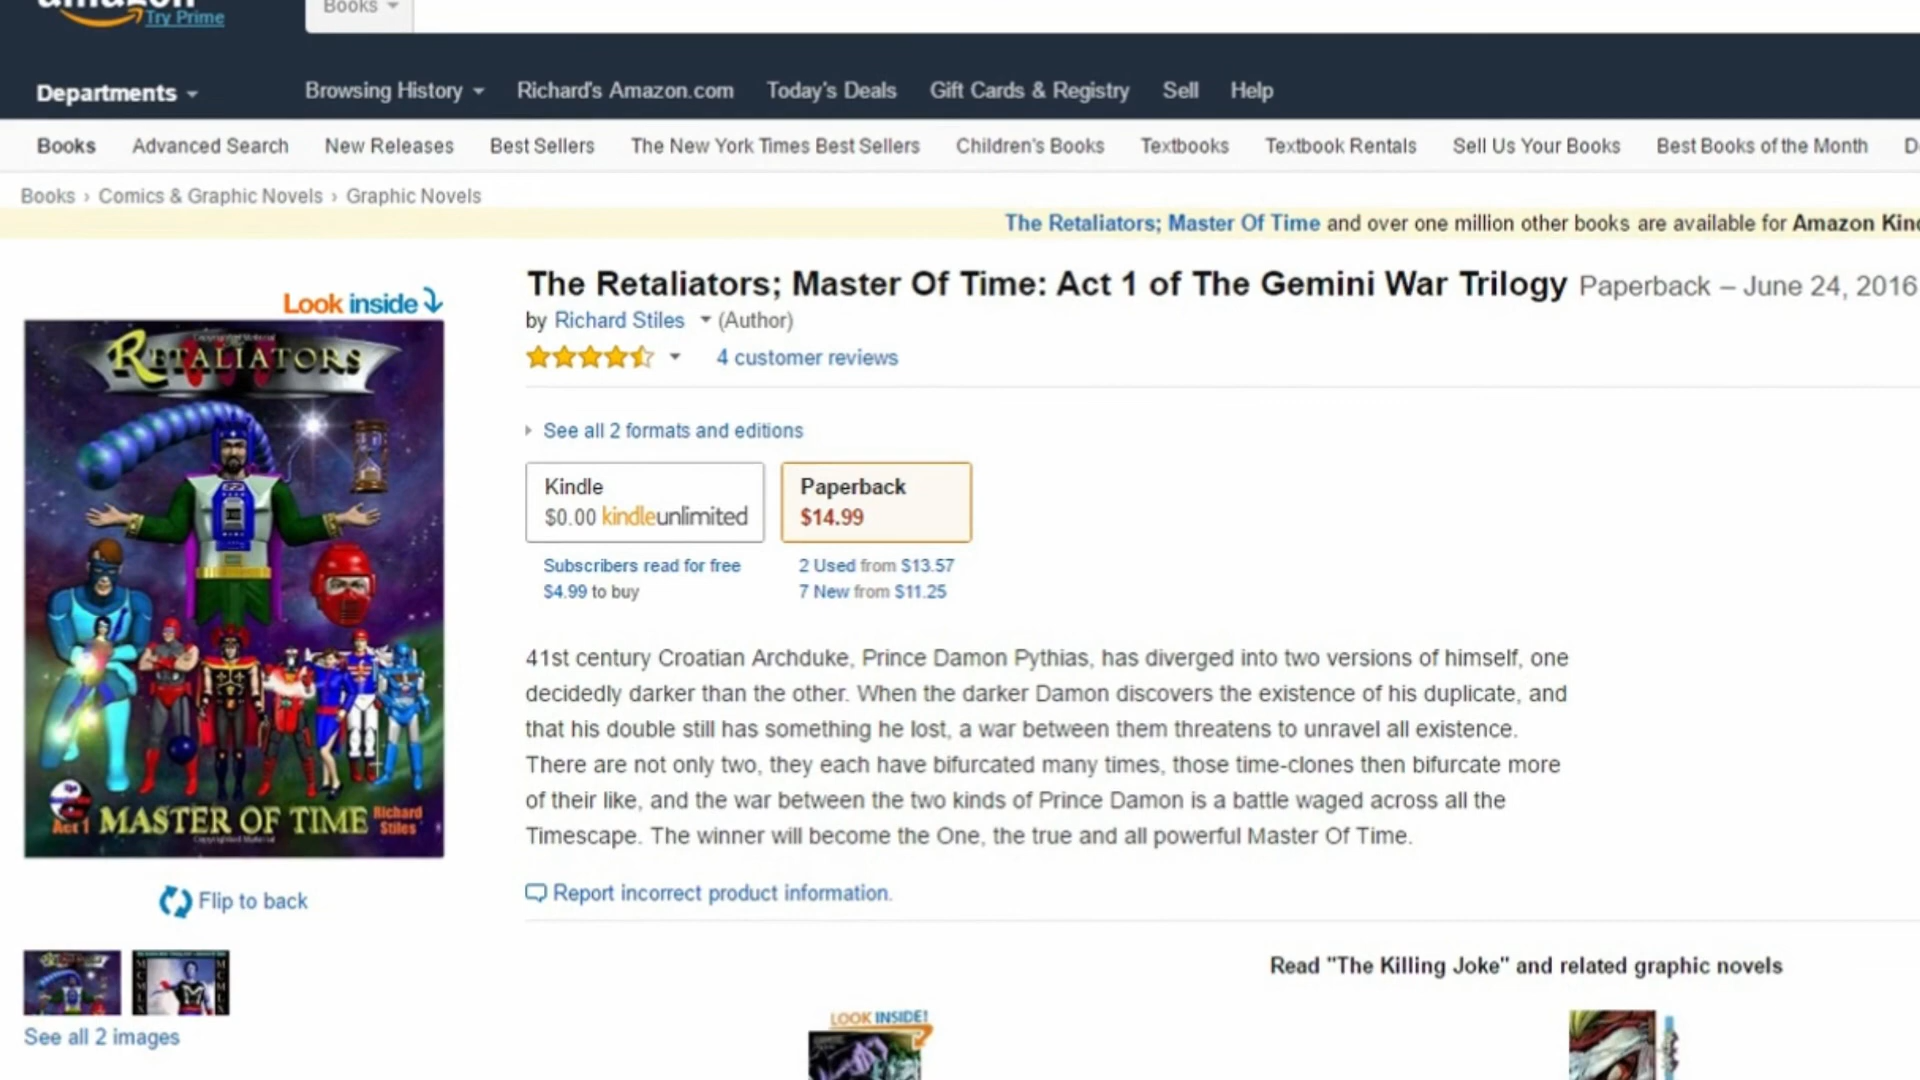 amazon
Try Prime
Books
Departments
Browsing History
Richard's Amazon.com
Today's Deals
Gift Cards & Registry
Sell
Help
Books
Advanced Search
New Releases
Best Sellers
The New York Times Best Sellers
Children's Books
Textbooks
Textbook Rentals
Sell Us Your Books
Best Books of the Month
D
Books › Comics & Graphic Novels › Graphic Novels
The Retaliators; Master Of Time and over one million other books are available for Amazon Kin
Look inside
Copyrighted Material
RETALIATORS
Act 1 MASTER OF TIME Richard Stiles
Copyrighted Material
Flip to back
See all 2 images
The Retaliators; Master Of Time: Act 1 of The Gemini War Trilogy Paperback – June 24, 2016
by Richard Stiles (Author)
4 customer reviews
See all 2 formats and editions
Kindle
$0.00 kindleunlimited
Subscribers read for free
$4.99 to buy
Paperback
$14.99
2 Used from $13.57
7 New from $11.25
41st century Croatian Archduke, Prince Damon Pythias, has diverged into two versions of himself, one
decidedly darker than the other. When the darker Damon discovers the existence of his duplicate, and
that his double still has something he lost, a war between them threatens to unravel all existence.
There are not only two, they each have bifurcated many times, those time-clones then bifurcate more
of their like, and the war between the two kinds of Prince Damon is a battle waged across all the
Timescape. The winner will become the One, the true and all powerful Master Of Time.
Report incorrect product information.
Read "The Killing Joke" and related graphic novels
LOOK INSIDE!